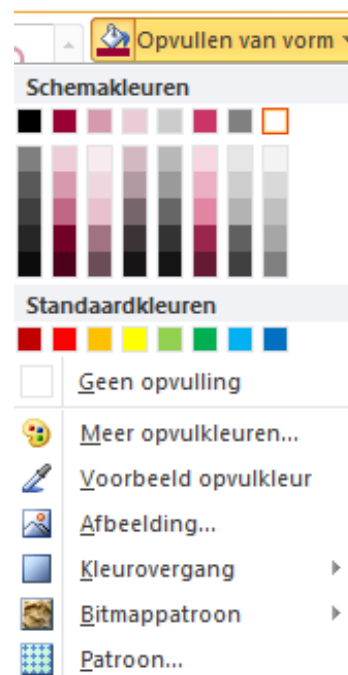 Opvullen van vorm
Schemakleuren
Standaardkleuren
Geen opvulling
Meer opvulkleuren...
Voorbeeld opvulkleur
Afbeelding...
Kleurovergang
Bitmappatroon
Patroon...